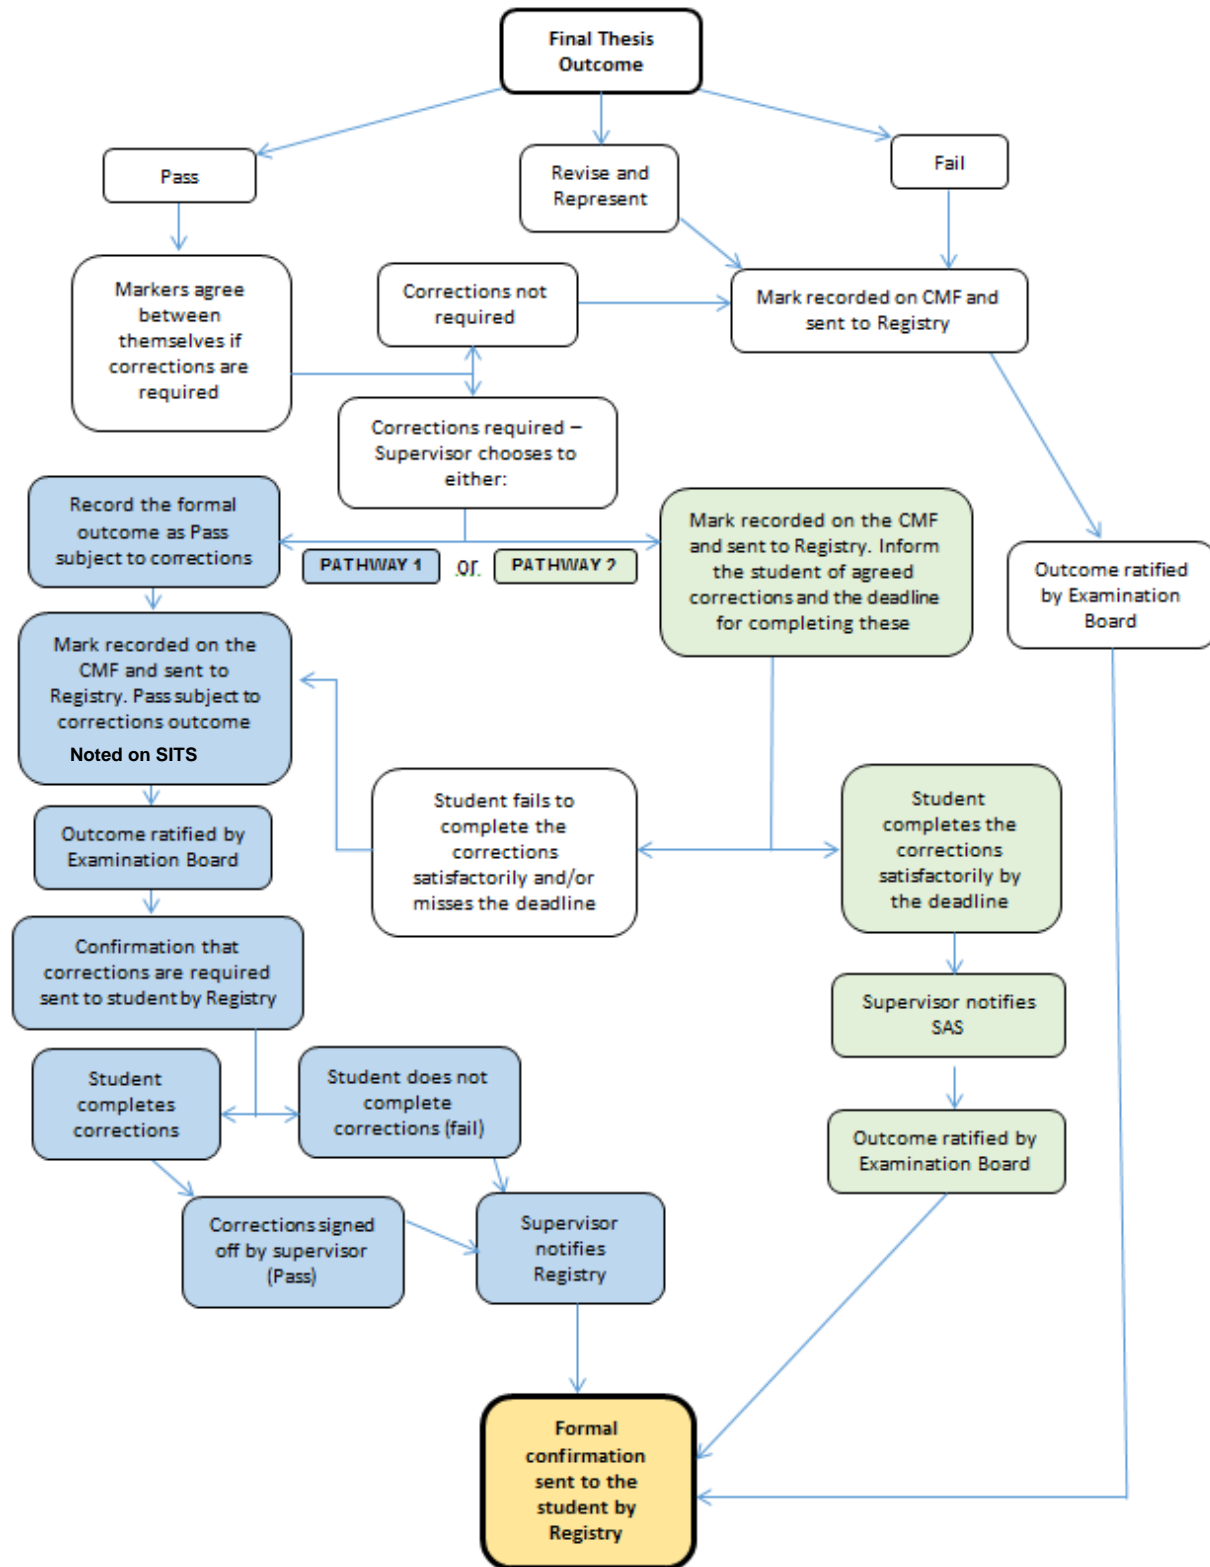 Final Thesis
Outcome
Pass
Revise and
Represent
Fail
Markers agree
between
themselves if
corrections are
required
Corrections not
required
Mark recorded on CMF and
sent to Registry
Corrections required –
Supervisor chooses to
either:
Record the formal
outcome as Pass
subject to corrections
PATHWAY 1 or PATHWAY 2
Mark recorded on the CMF
and sent to Registry. Inform
the student of agreed
corrections and the deadline
for completing these
Outcome ratified
by Examination
Board
Mark recorded on the
CMF and sent to
Registry. Pass subject to
corrections outcome
Noted on SITS
Student fails to
complete the
corrections
satisfactorily and/or
misses the deadline
Student
completes the
corrections
satisfactorily by
the deadline
Outcome ratified by
Examination Board
Confirmation that
corrections are required
sent to student by Registry
Supervisor notifies
SAS
Student
completes
corrections
Student does not
complete
corrections (fail)
Outcome ratified by
Examination Board
Corrections signed
off by supervisor
(Pass)
Supervisor
notifies
Registry
Formal
confirmation
sent to the
student by
Registry